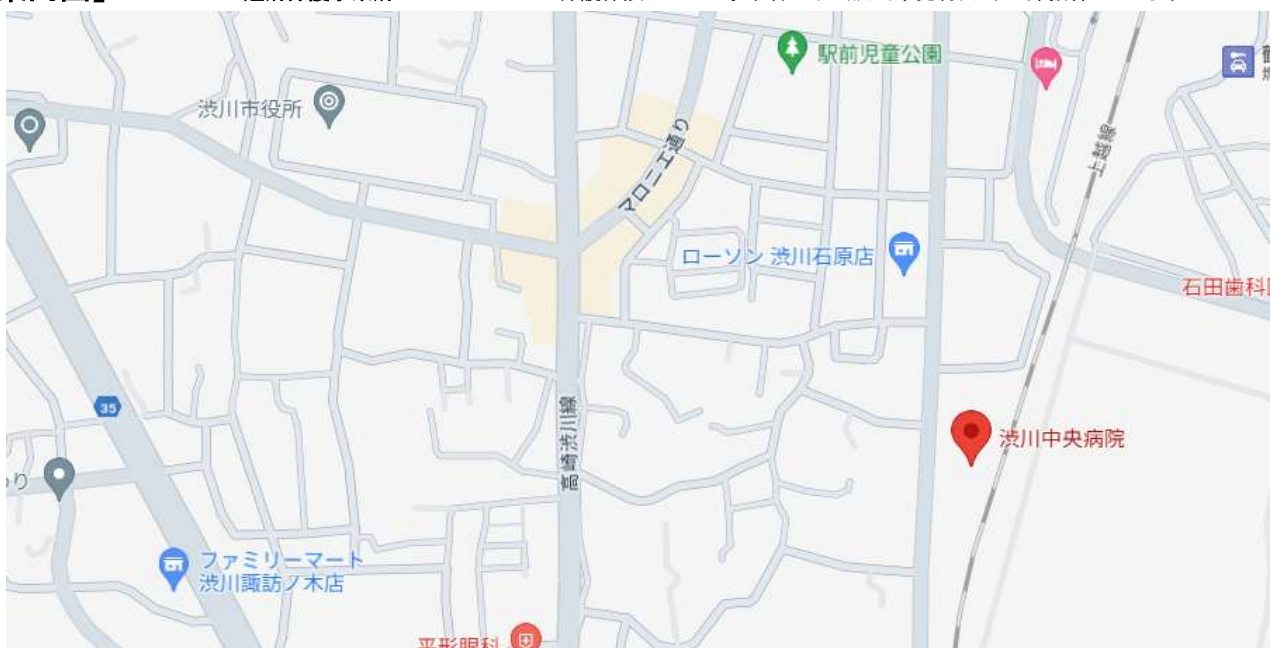 駅前児童公園
渋川市役所
マロニエ通り
上越線
ローソン 渋川石原店
石田歯科
35
高崎渋川線
渋川中央病院
り
ファミリーマート
渋川諏訪ノ木店
平形眼科